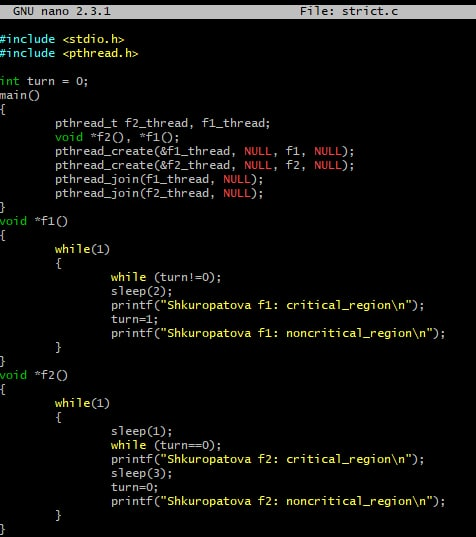 GNU nano 2.3.1 File: strict.c
#include <stdio.h>
#include <pthread.h>
int turn = 0;
main()
{
pthread_t f2_thread, f1_thread;
void *f2(), *f1();
pthread_create(&f1_thread, NULL, f1, NULL);
pthread_create(&f2_thread, NULL, f2, NULL);
pthread_join(f1_thread, NULL);
pthread_join(f2_thread, NULL);
}
void *f1()
{
while(1)
{
while (turn!=0);
sleep(2);
printf("Shkuropatova f1: critical_region\n");
turn=1;
printf("Shkuropatova f1: noncritical_region\n");
}
}
void *f2()
{
while(1)
{
sleep(1);
while (turn==0);
printf("Shkuropatova f2: critical_region\n");
sleep(3);
turn=0;
printf("Shkuropatova f2: noncritical_region\n");
}
}